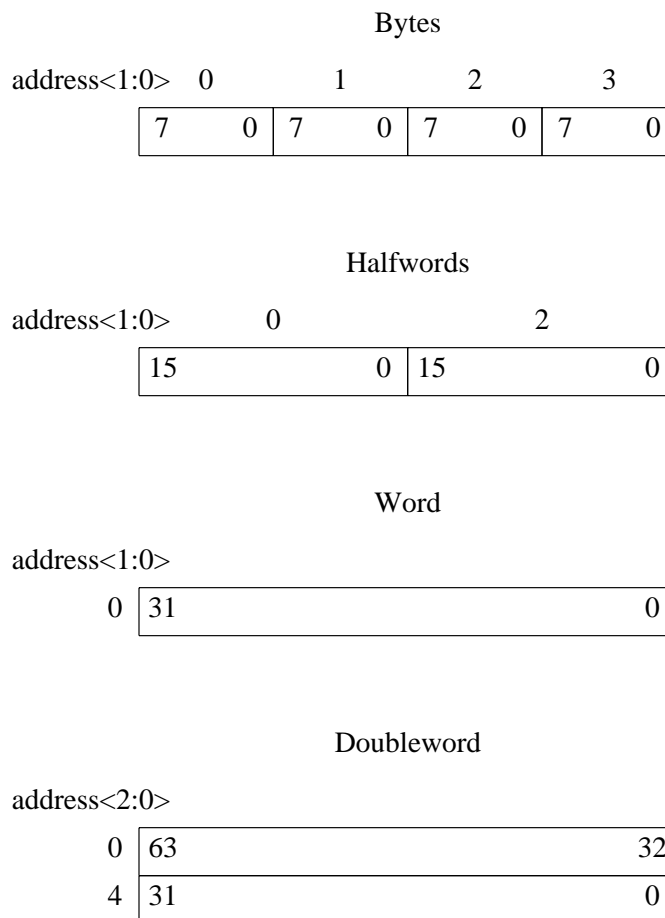 Bytes
address<1:0> 0 1 2 3
7 0 7 0 7 0 7 0
Halfwords
address<1:0> 0 2
15 0 15 0
Word
address<1:0>
0 31 0
Doubleword
address<2:0>
0 63 32
4 31 0